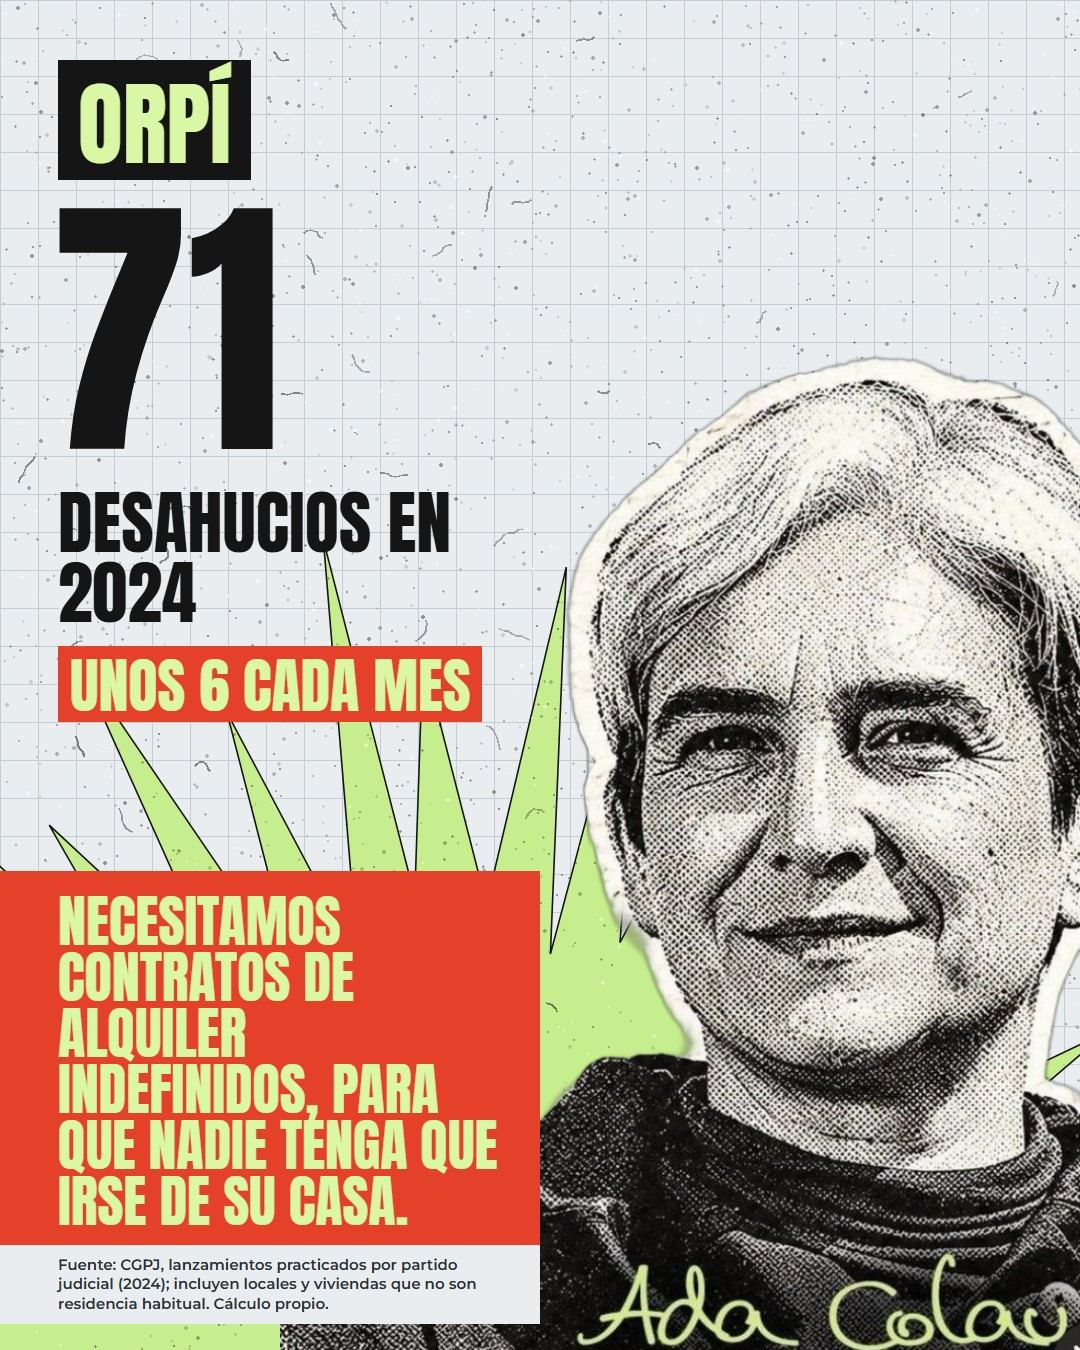 ORPÍ
71
DESAHUCIOS EN
2024
UNOS 6 CADA MES
NECESITAMOS
CONTRATOS DE
ALQUILER
INDEFINIDOS, PARA
QUE NADIE TENGA QUE
IRSE DE SU CASA.
Fuente: CGPJ, lanzamientos practicados por partido
judicial (2024); incluyen locales y viviendas que no son
residencia habitual. Cálculo propio.
Ada Colau